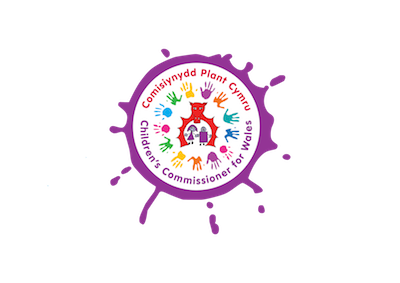 Comisiynydd Plant Cymru
Children's Commissioner for Wales